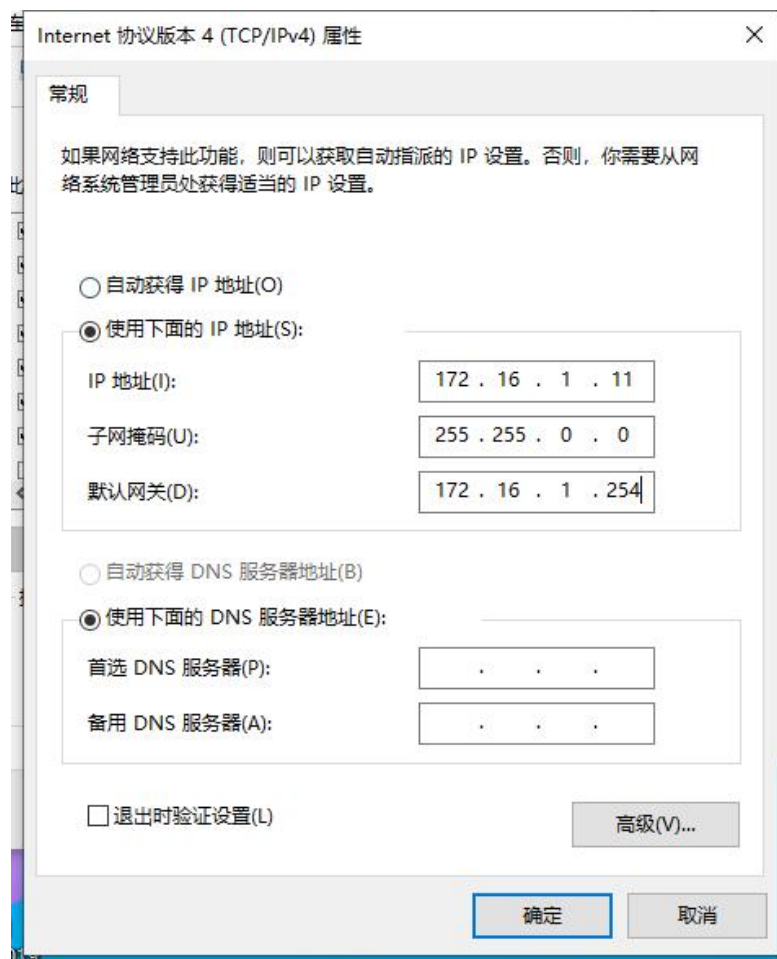 Internet 协议版本 4 (TCP/IPv4) 属性
常规
如果网络支持此功能，则可以获取自动指派的 IP 设置。否则，你需要从网
络系统管理员处获得适当的 IP 设置。
自动获得 IP 地址(O)
使用下面的 IP 地址(S):
IP 地址(I):
172 . 16 . 1 . 11
子网掩码(U):
255 . 255 . 0 . 0
默认网关(D):
172 . 16 . 1 . 254
自动获得 DNS 服务器地址(B)
使用下面的 DNS 服务器地址(E):
首选 DNS 服务器(P):
. . .
备用 DNS 服务器(A):
. . .
退出时验证设置(L)
高级(V)...
确定
取消